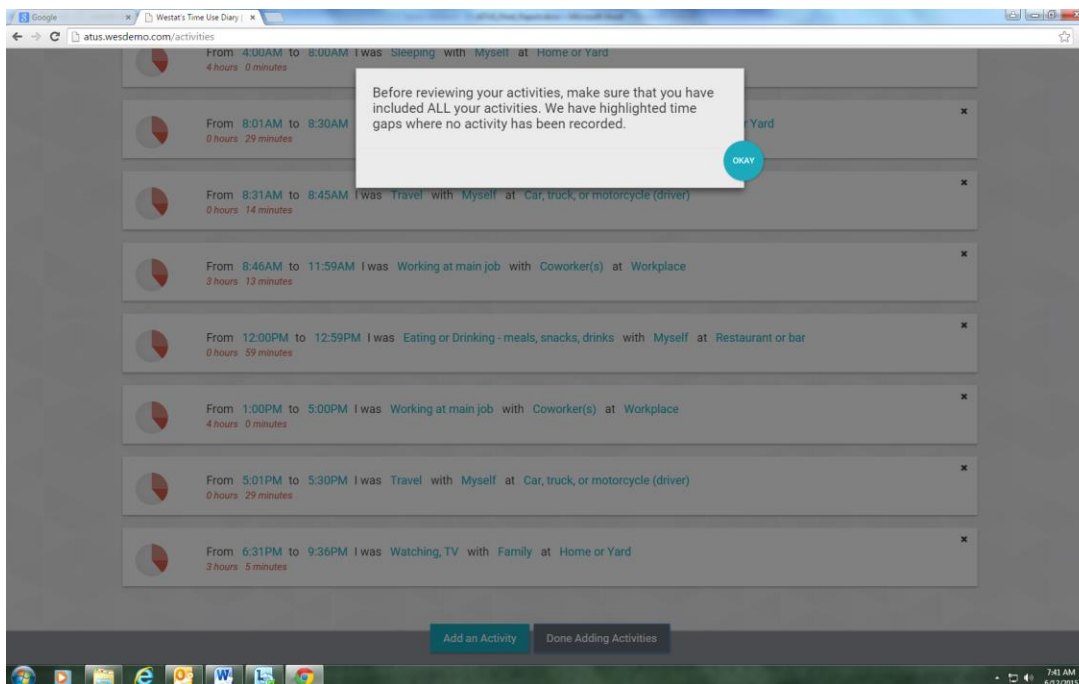 Google
Westat's Time Use Diary |
atus.wesdemo.com/activities
From 4:00AM to 8:00AM I was Sleeping with Myself at Home or Yard
4 hours 0 minutes
Before reviewing your activities, make sure that you have
included ALL your activities. We have highlighted time
gaps where no activity has been recorded.
OKAY
From 8:01AM to 8:30AM
r Yard
0 hours 29 minutes
From 8:31AM to 8:45AM I was Travel with Myself at Car, truck, or motorcycle (driver)
0 hours 14 minutes
From 8:46AM to 11:59AM I was Working at main job with Coworker(s) at Workplace
3 hours 13 minutes
From 12:00PM to 12:59PM I was Eating or Drinking - meals, snacks, drinks with Myself at Restaurant or bar
0 hours 59 minutes
From 1:00PM to 5:00PM I was Working at main job with Coworker(s) at Workplace
4 hours 0 minutes
From 5:01PM to 5:30PM I was Travel with Myself at Car, truck, or motorcycle (driver)
0 hours 29 minutes
From 6:31PM to 9:36PM I was Watching, TV with Family at Home or Yard
3 hours 5 minutes
Add an Activity
Done Adding Activities
7:41 AM
6/12/2015